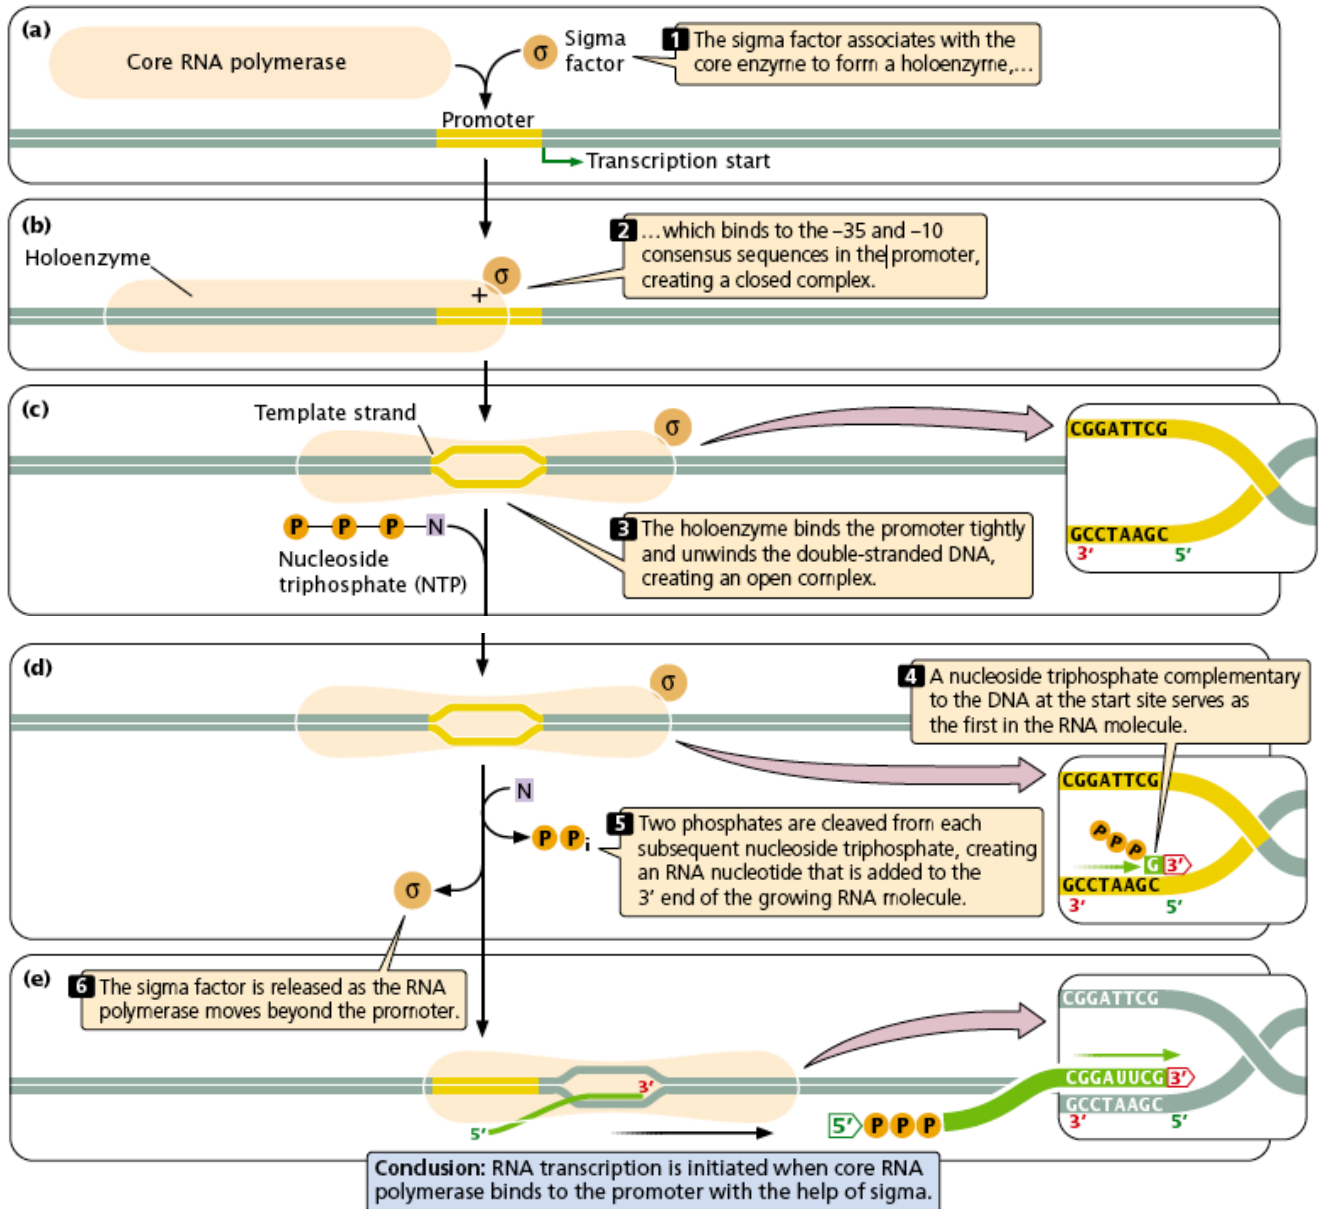 (a)
Core RNA polymerase
σ
Sigma
factor
1 The sigma factor associates with the
core enzyme to form a holoenzyme,…
Promoter
Transcription start
(b)
Holoenzyme
σ
+
2 …which binds to the –35 and –10
consensus sequences in the promoter,
creating a closed complex.
(c)
Template strand
σ
CGGATTCG
GCCTAAGC
3′ 5′
P P P N
Nucleoside
triphosphate (NTP)
3 The holoenzyme binds the promoter tightly
and unwinds the double-stranded DNA,
creating an open complex.
(d)
σ
4 A nucleoside triphosphate complementary
to the DNA at the start site serves as
the first in the RNA molecule.
CGGATTCG
P P P G 3′
GCCTAAGC
3′ 5′
N
P Pi
5 Two phosphates are cleaved from each
subsequent nucleoside triphosphate, creating
an RNA nucleotide that is added to the
3′ end of the growing RNA molecule.
σ
(e)
6 The sigma factor is released as the RNA
polymerase moves beyond the promoter.
3′
5′
CGGATTCG
CGGAUUCG 3′
GCCTAAGC
3′ 5′
5′ P P P
Conclusion: RNA transcription is initiated when core RNA
polymerase binds to the promoter with the help of sigma.